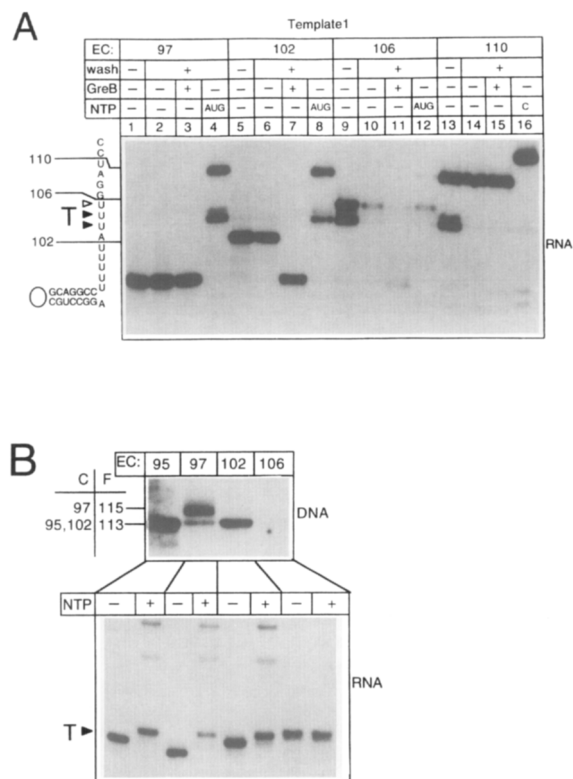 A
Template1
EC: 97 102 106 110
wash − + − + − + − +
GreB − − + − − − + − − − + − − − + −
NTP − − − AUG − − − AUG − − − AUG − − − C
1 2 3 4 5 6 7 8 9 10 11 12 13 14 15 16
C
C
110 U
A
G
106 G
U
T U
U
A
102 U
U
U
U
GCAGGCC U
CGUCCGG A
RNA
B
EC: 95 97 102 106
C F
97 115
95,102 113
DNA
NTP − + − + − + − +
T
RNA